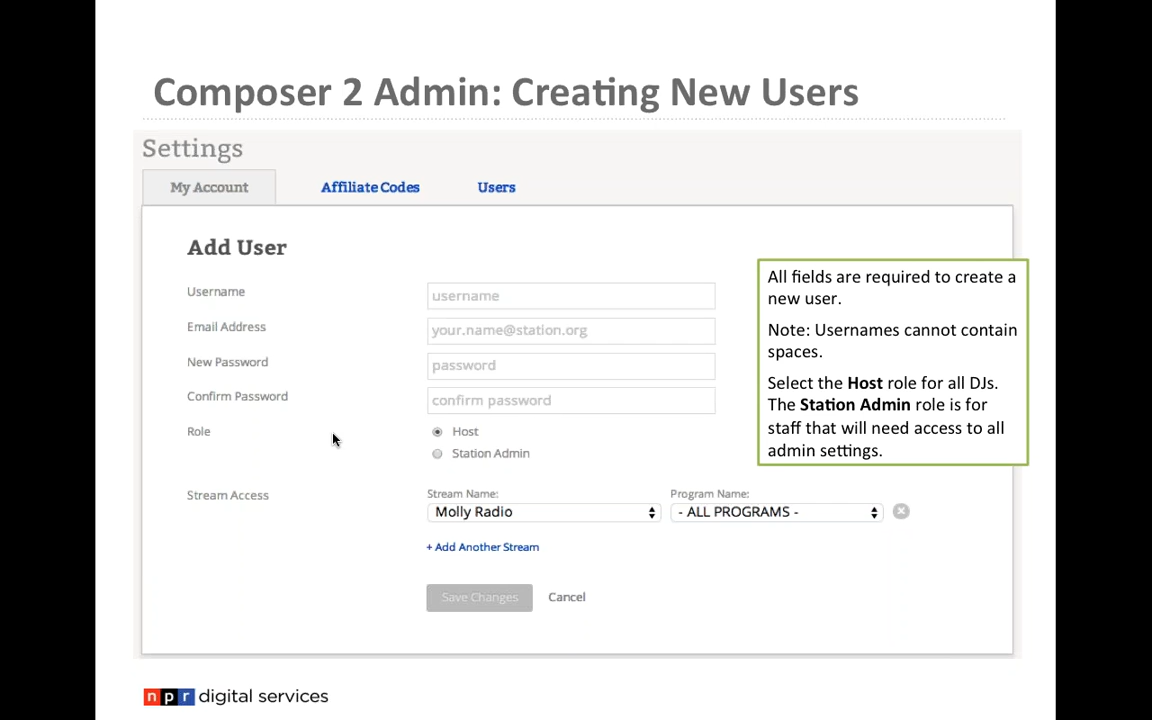 Composer 2 Admin: Creating New Users
Settings
My Account
Affiliate Codes
Users
Add User
Username
username
Email Address
your.name@station.org
New Password
password
Confirm Password
confirm password
Role
Host
Station Admin
Stream Access
Stream Name:
Program Name:
Molly Radio
- ALL PROGRAMS -
+ Add Another Stream
Save Changes
Cancel
All fields are required to create a
new user.
Note: Usernames cannot contain
spaces.
Select the Host role for all DJs.
The Station Admin role is for
staff that will need access to all
admin settings.
npr digital services